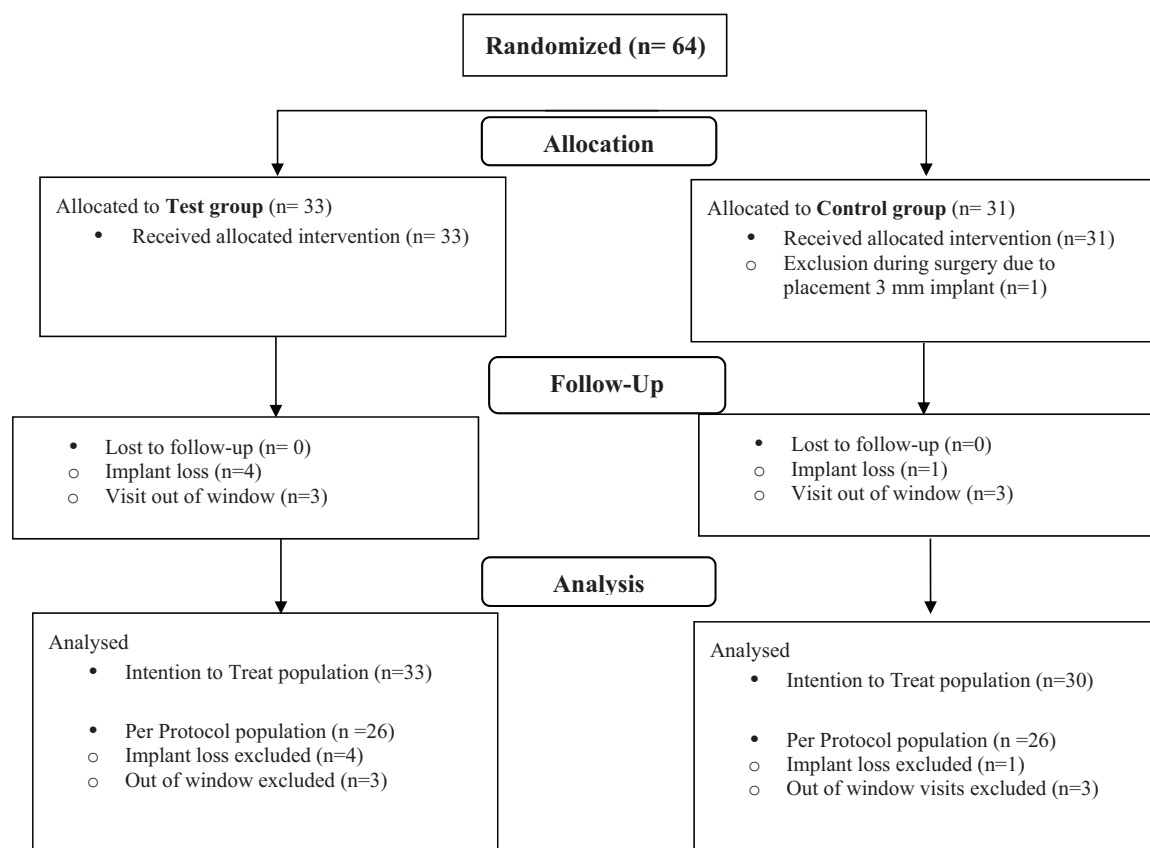 Randomized (n= 64)
Allocation
Allocated to Test group (n= 33)
• Received allocated intervention (n= 33)
Allocated to Control group (n= 31)
• Received allocated intervention (n=31)
o Exclusion during surgery due to
placement 3 mm implant (n=1)
Follow-Up
• Lost to follow-up (n= 0)
o Implant loss (n=4)
o Visit out of window (n=3)
• Lost to follow-up (n=0)
o Implant loss (n=1)
o Visit out of window (n=3)
Analysis
Analysed
• Intention to Treat population (n=33)
• Per Protocol population (n =26)
o Implant loss excluded (n=4)
o Out of window excluded (n=3)
Analysed
• Intention to Treat population (n=30)
• Per Protocol population (n =26)
o Implant loss excluded (n=1)
o Out of window visits excluded (n=3)